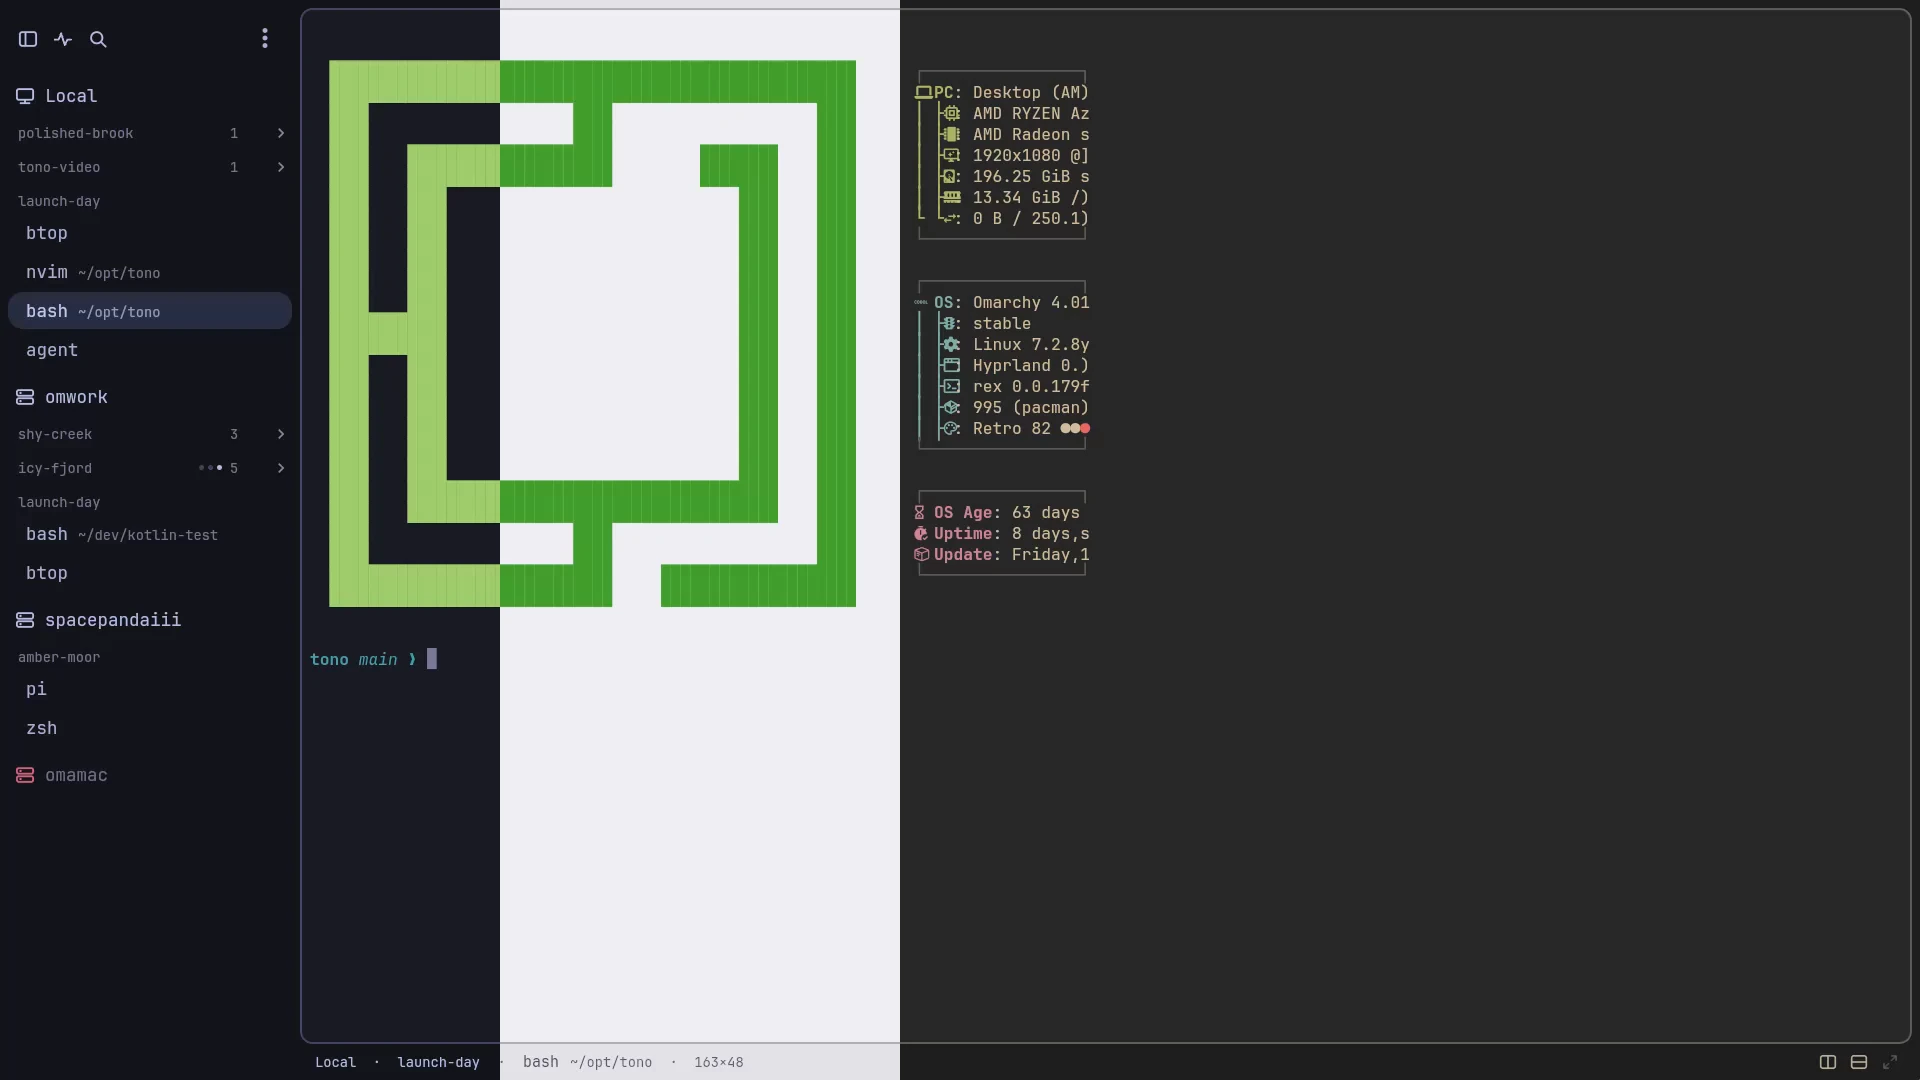 Local
polished-brook 1
tono-video 1
launch-day
btop
nvim ~/opt/tono
bash ~/opt/tono
agent
omwork
shy-creek 3
icy-fjord 5
launch-day
bash ~/dev/kotlin-test
btop
spacepandaiii
amber-moor
pi
zsh
omamac
PC: Desktop (AM)
: AMD RYZEN Az
: AMD Radeon s
: 1920x1080 @]
: 196.25 GiB s
: 13.34 GiB /)
: 0 B / 250.1)
OS: Omarchy 4.01
: stable
: Linux 7.2.8y
: Hyprland 0.)
: rex 0.0.179f
: 995 (pacman)
: Retro 82
OS Age: 63 days
Uptime: 8 days,s
Update: Friday,1
tono main ❯
Local · launch-day · bash ~/opt/tono · 163×48